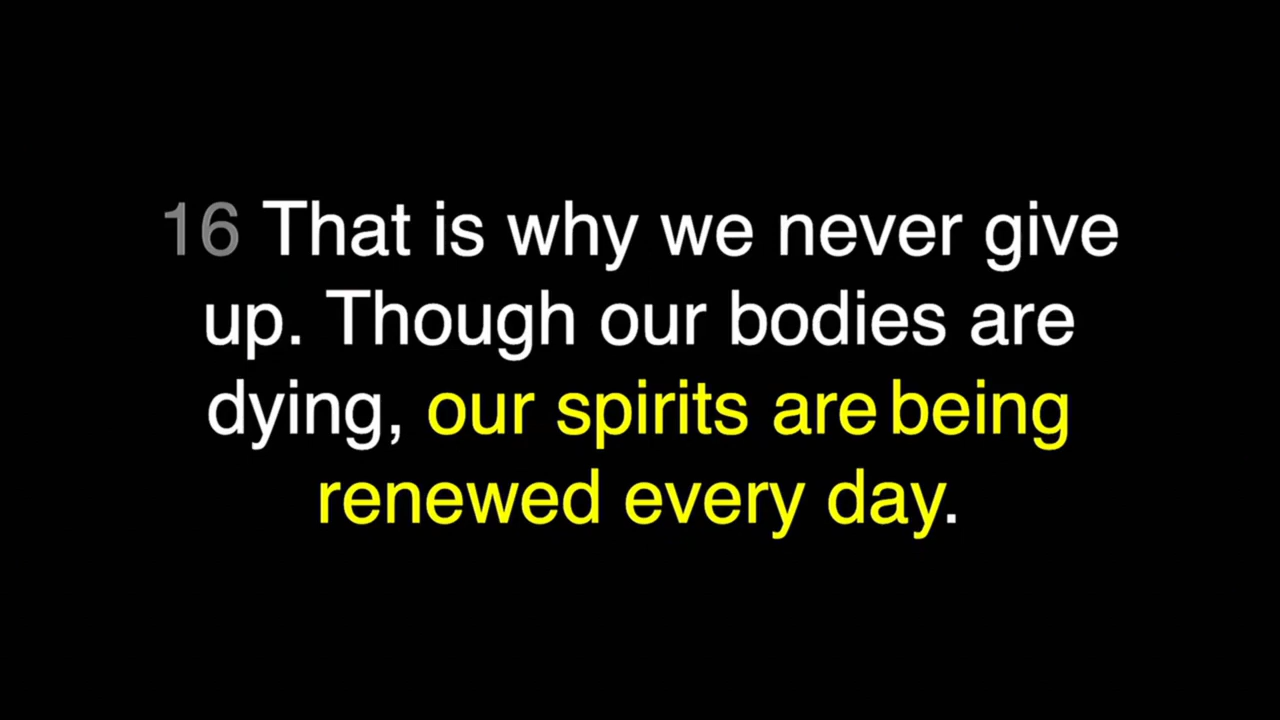 16 That is why we never give
up. Though our bodies are
dying, our spirits are being
renewed every day.